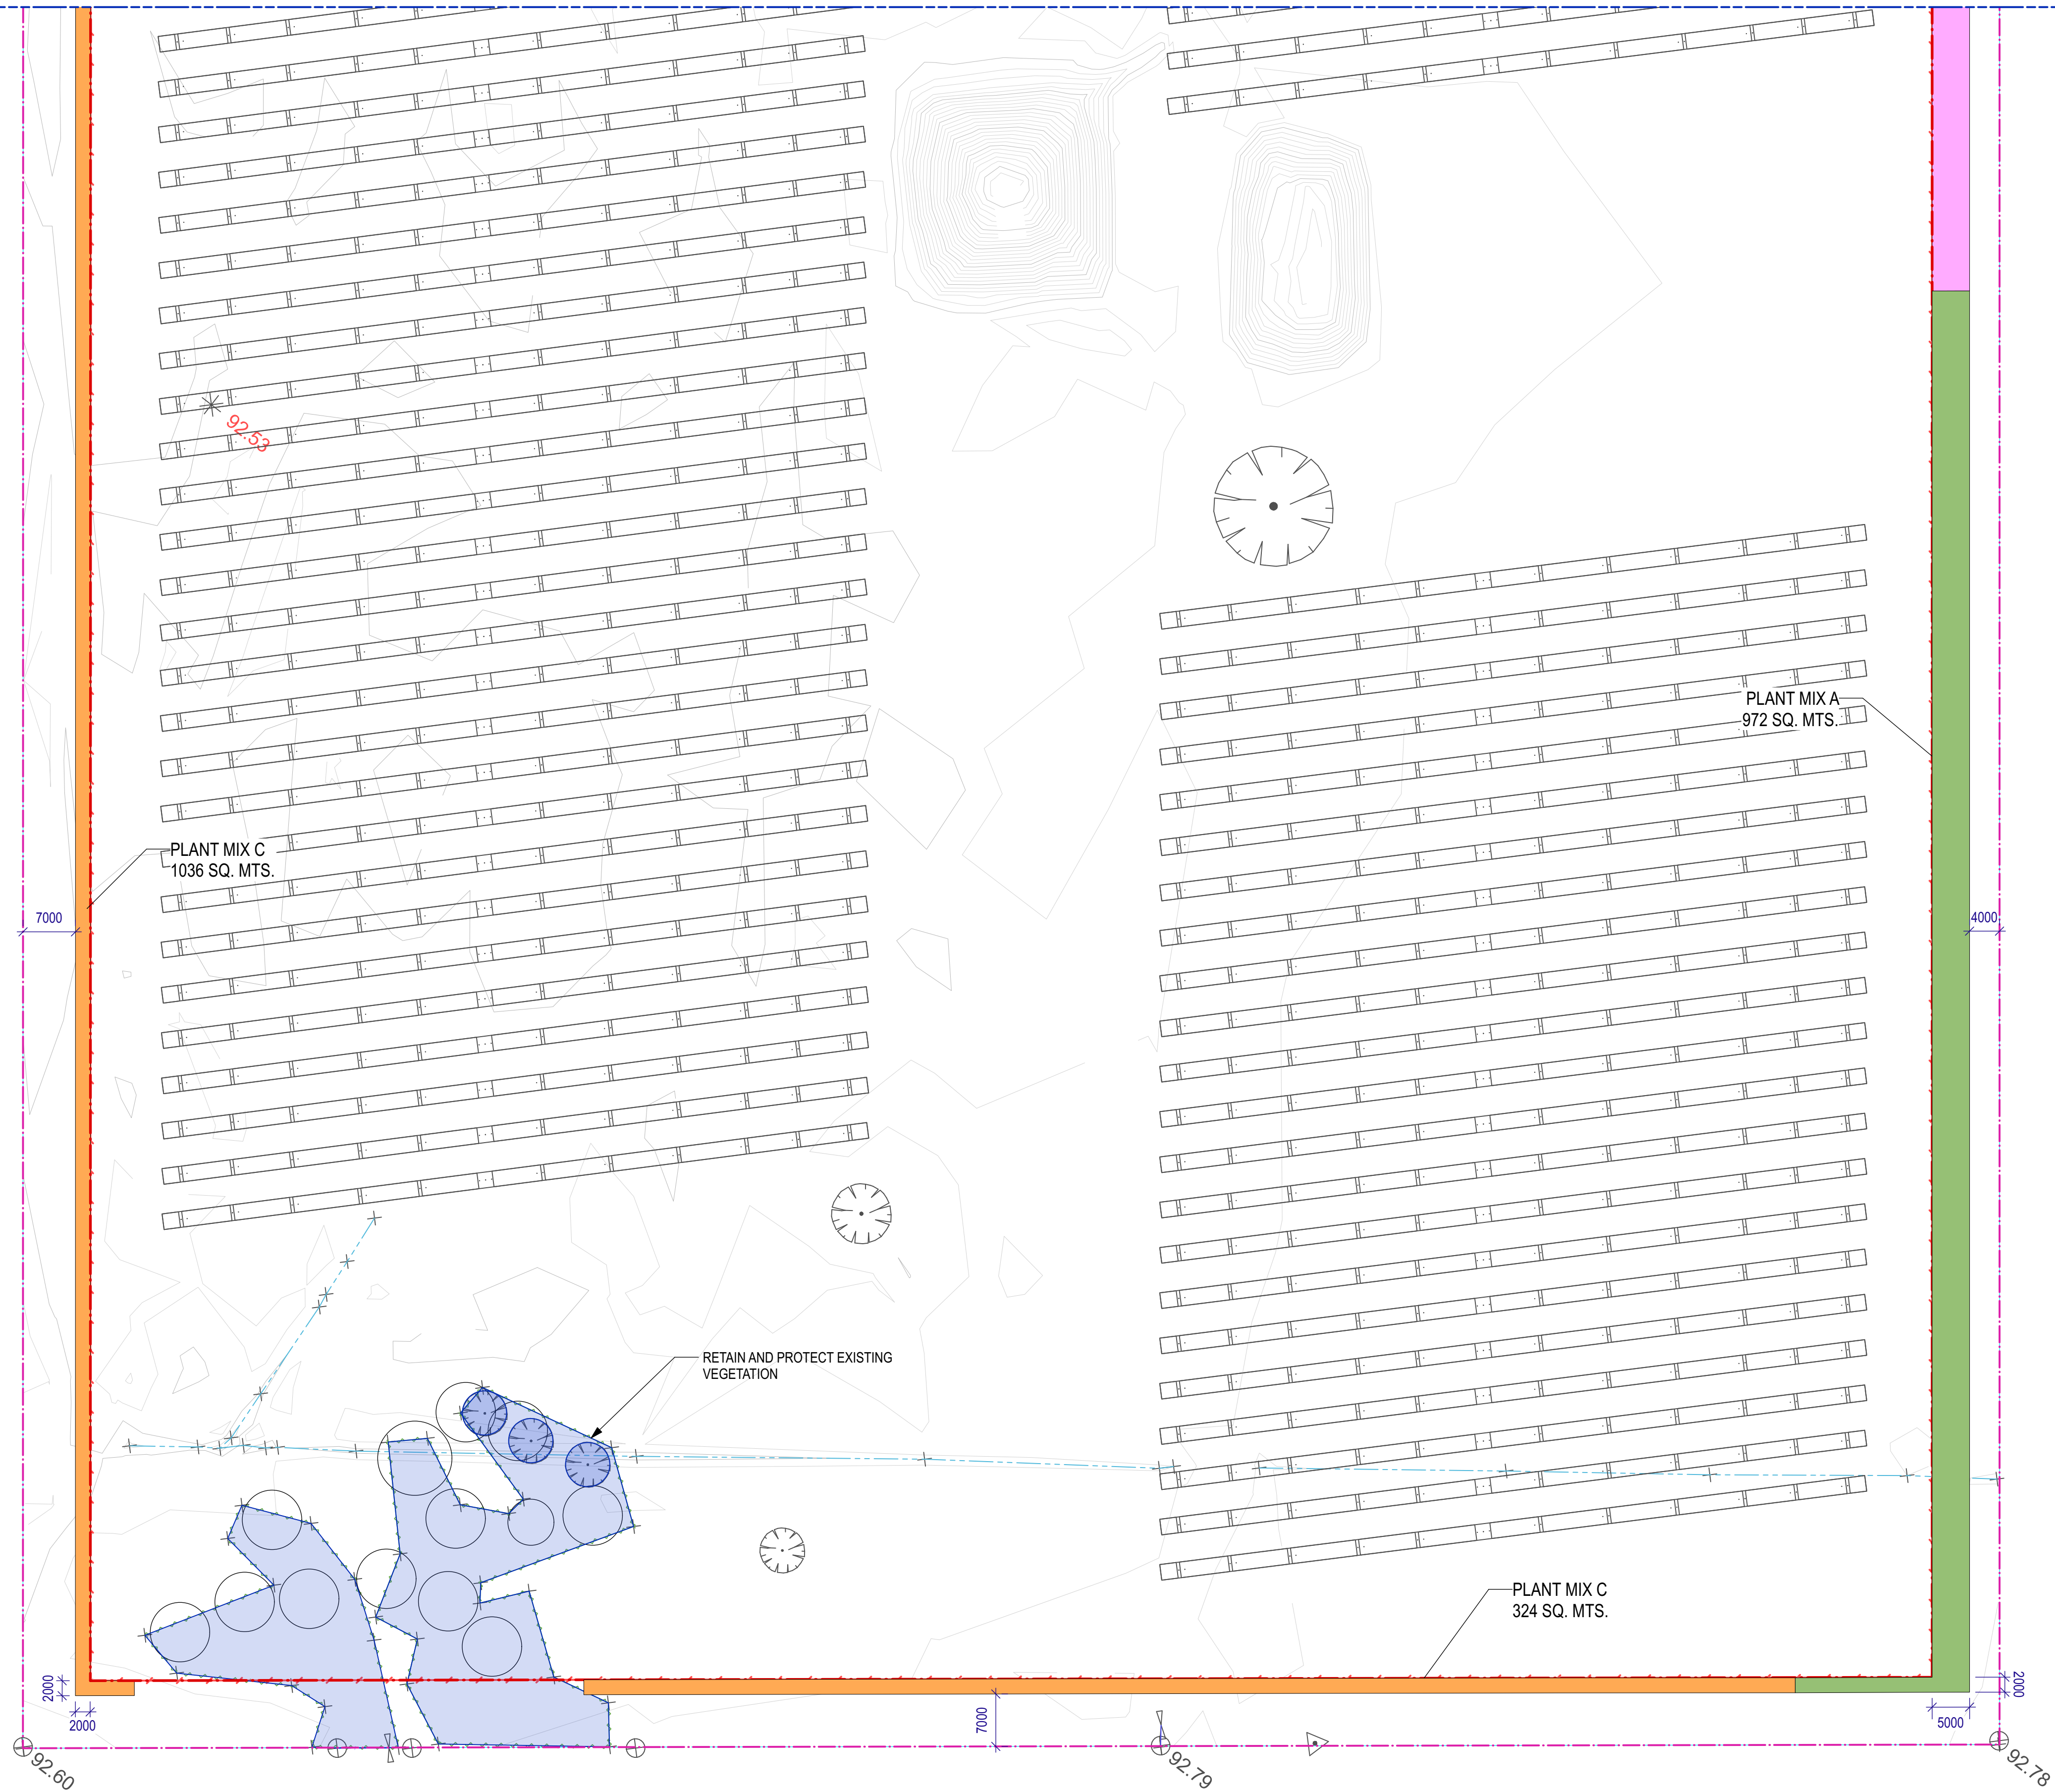 92.53
PLANT MIX A
972 SQ. MTS.
PLANT MIX C
1036 SQ. MTS.
7000
4000
RETAIN AND PROTECT EXISTING
VEGETATION
PLANT MIX C
324 SQ. MTS.
2000
2000
7000
2000
5000
92.60
92.79
92.78